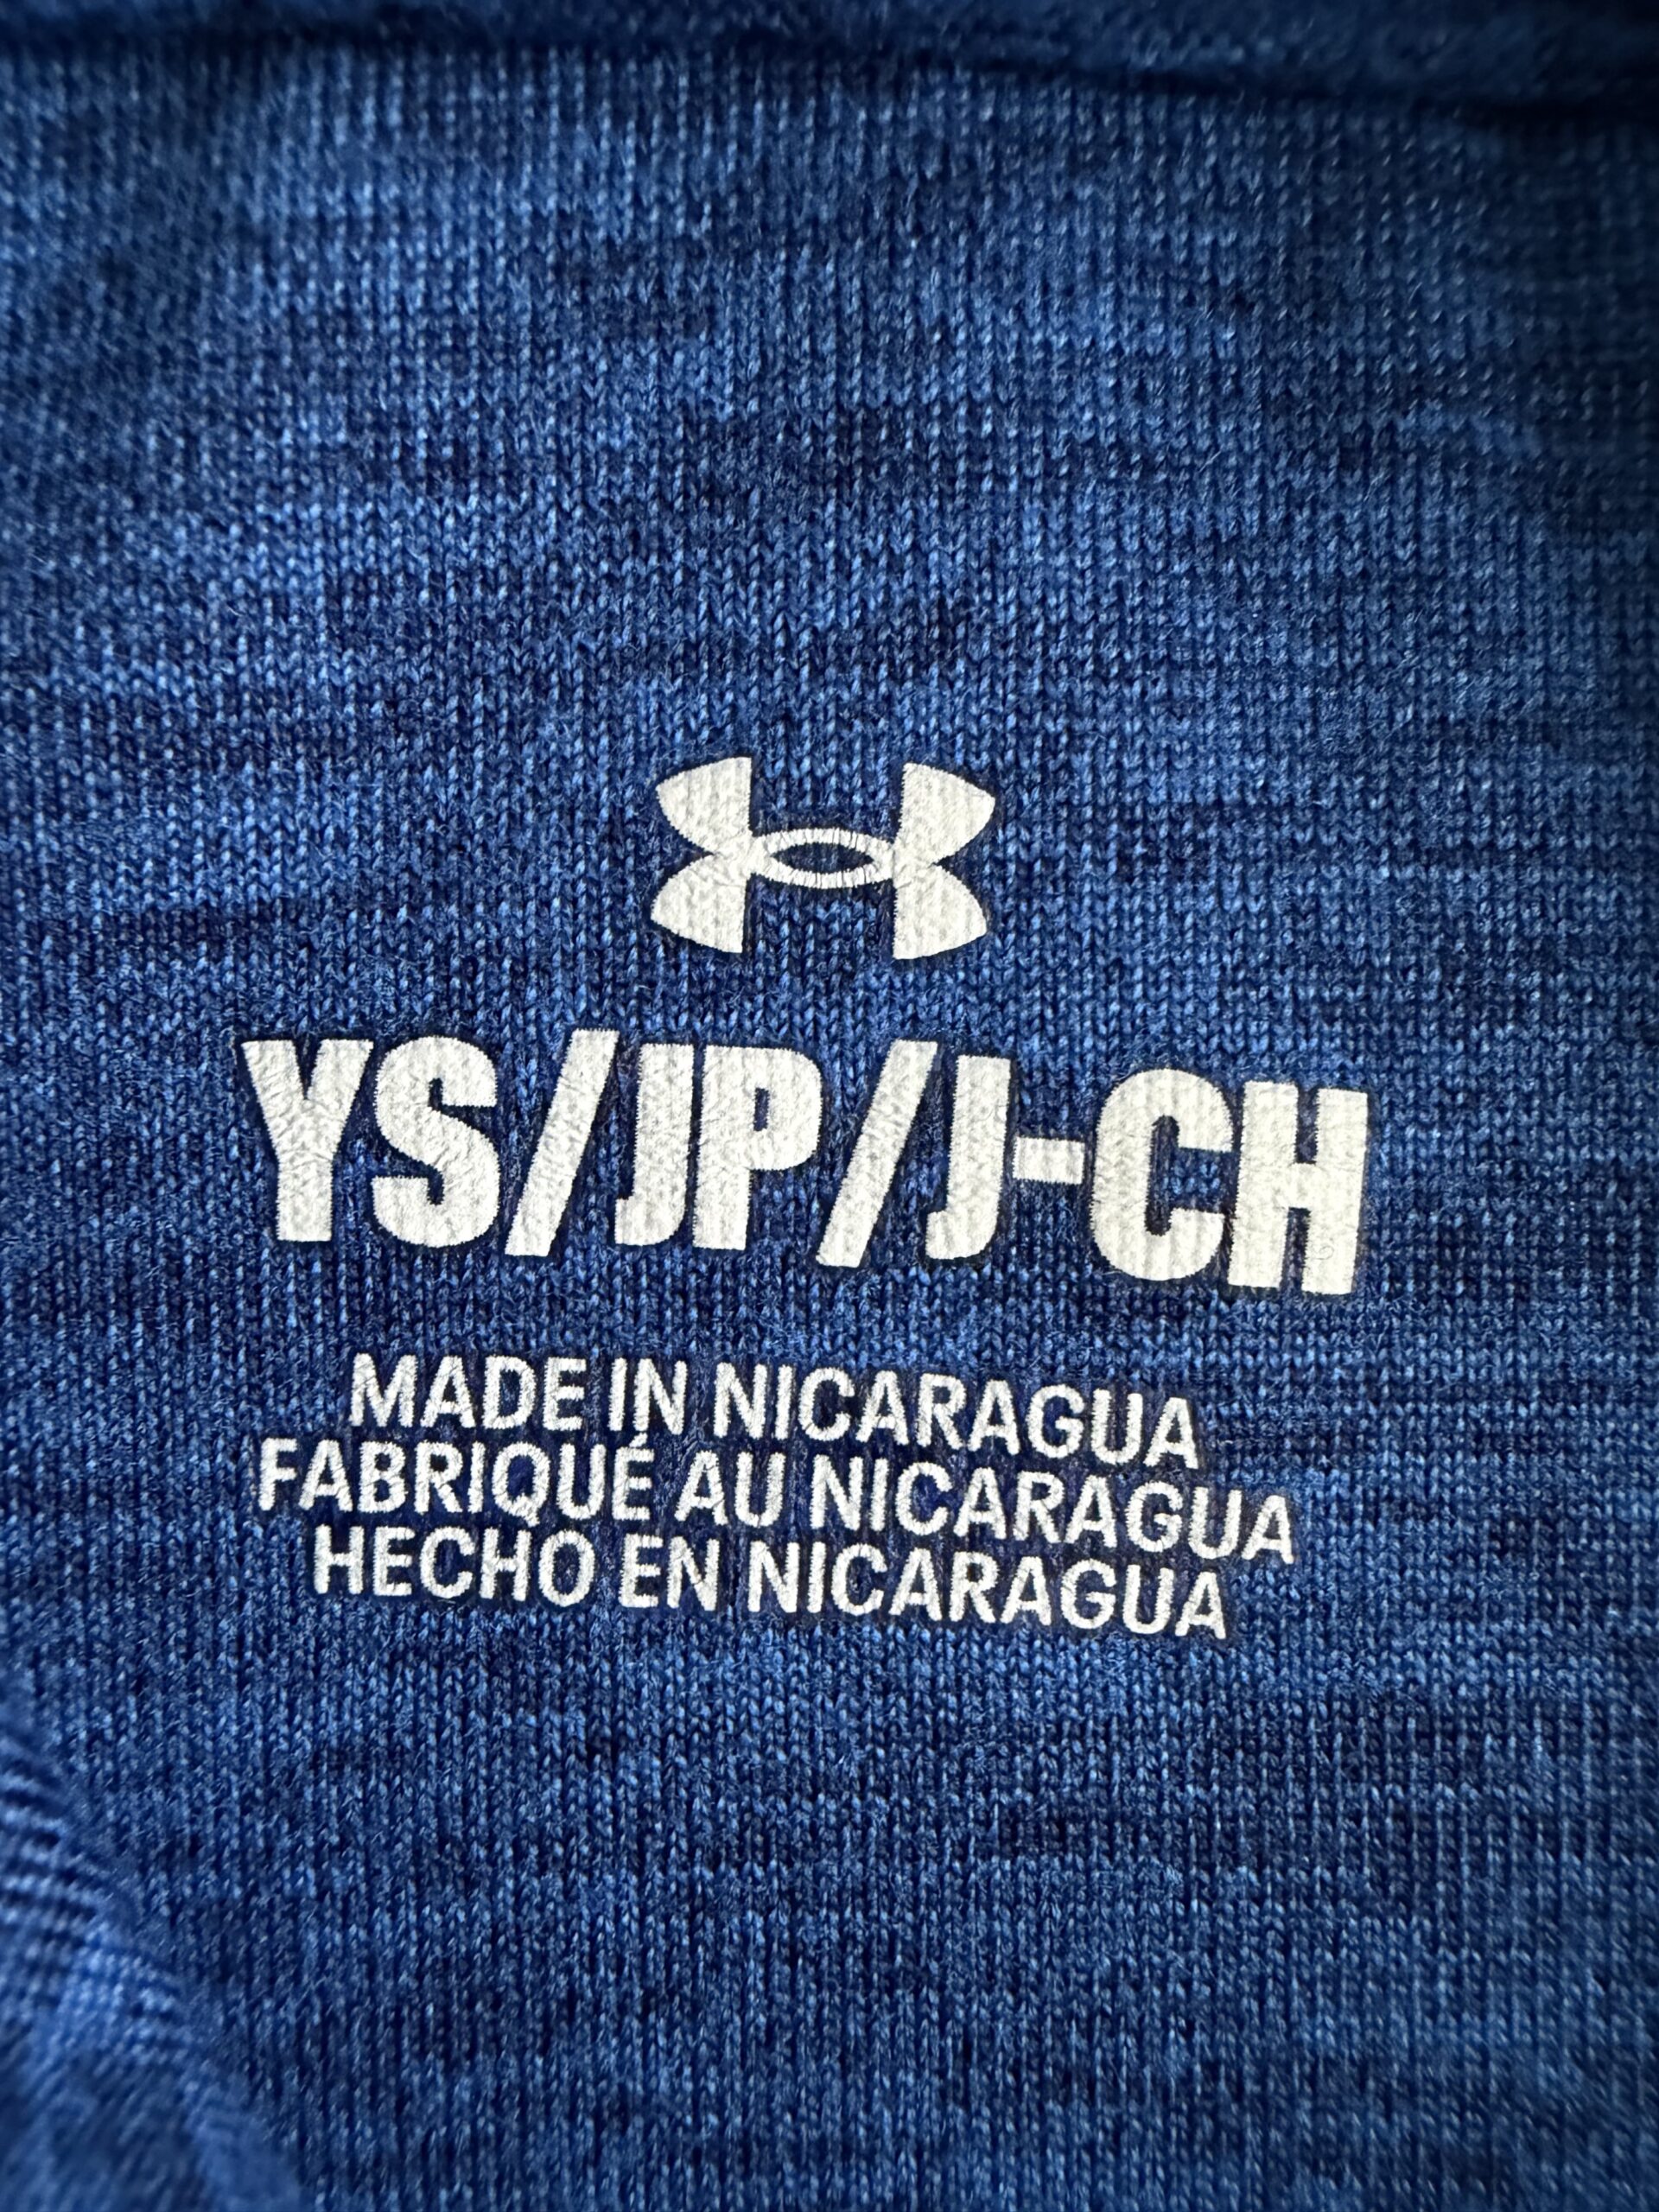 YS/JP/J-CH
MADE IN NICARAGUA
FABRIQUÉ AU NICARAGUA
HECHO EN NICARAGUA